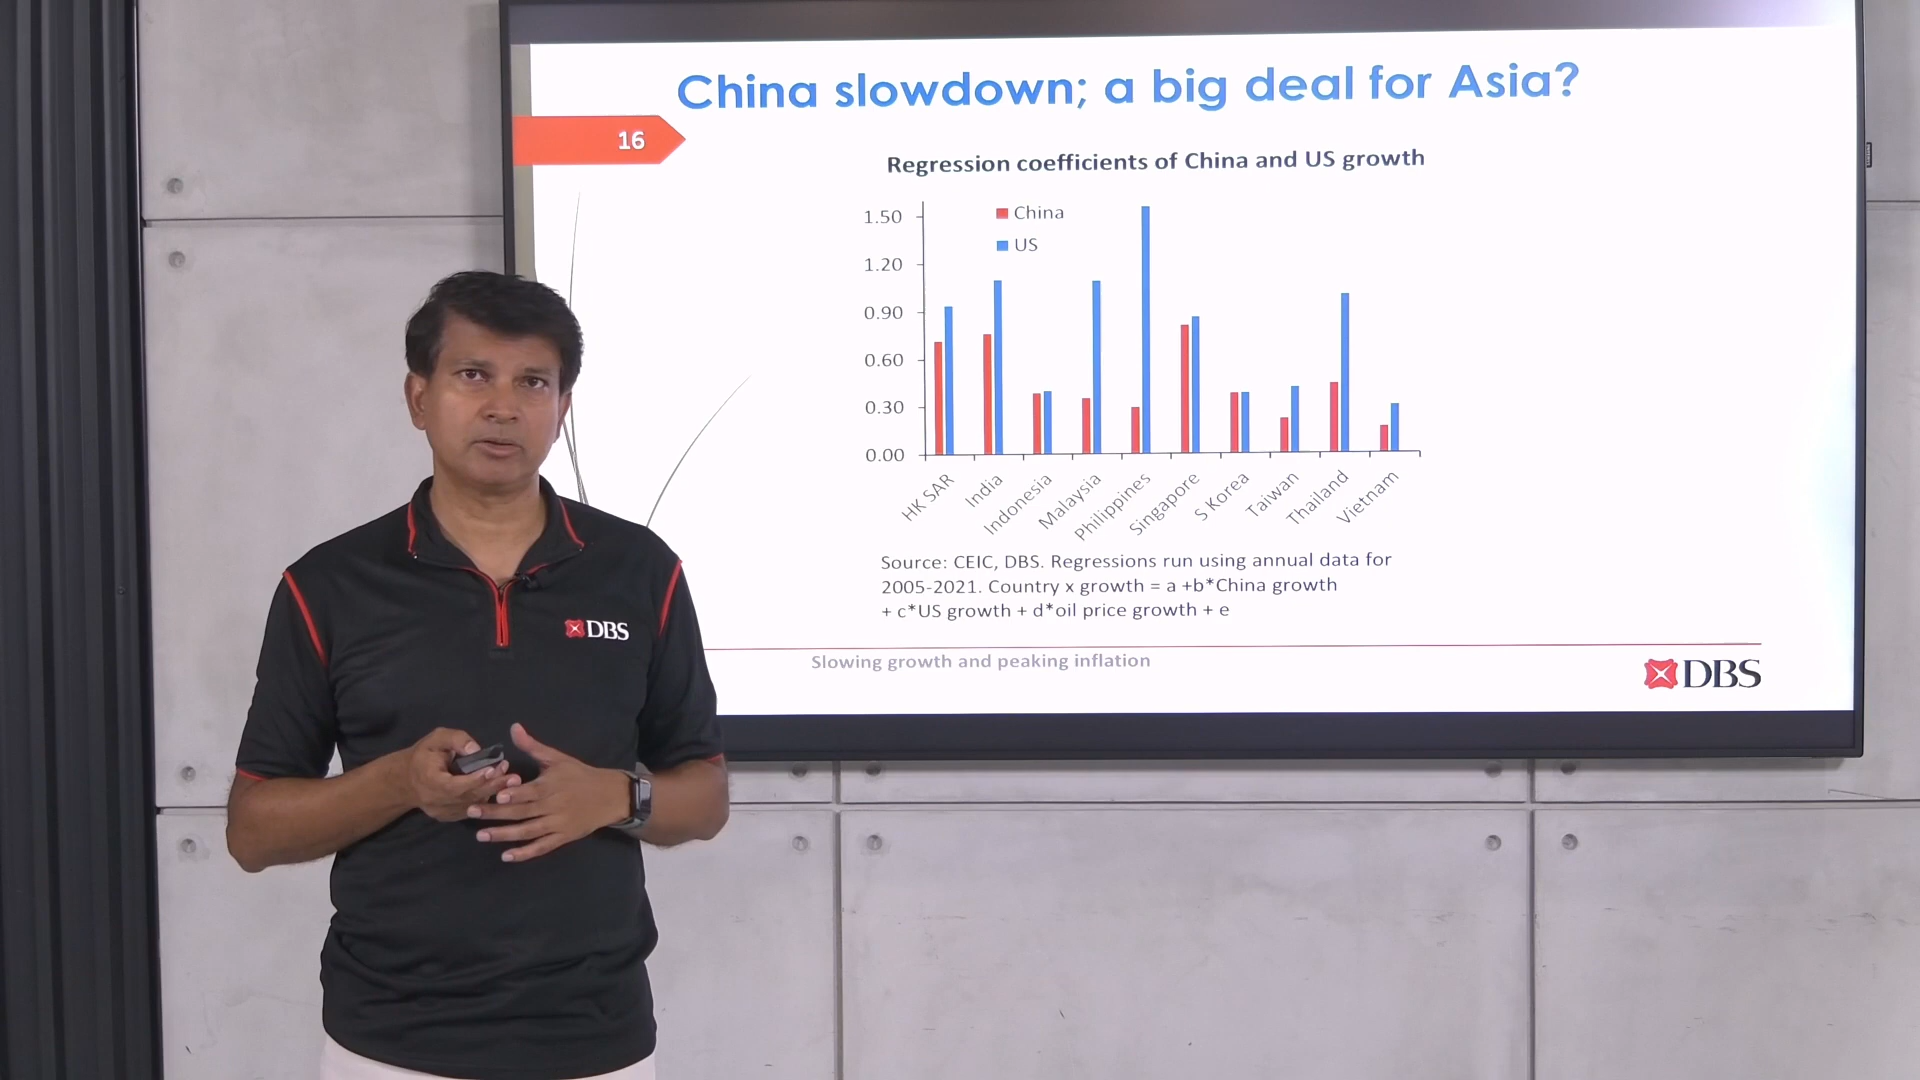 China slowdown; a big deal for Asia?
16
Regression coefficients of China and US growth
China
US
1.50
1.20
0.90
0.60
0.30
0.00
HK SAR
India
Indonesia
Malaysia
Philippines
Singapore
S Korea
Taiwan
Thailand
Vietnam
Source: CEIC, DBS. Regressions run using annual data for
2005-2021. Country x growth = a +b*China growth
+ c*US growth + d*oil price growth + e
Slowing growth and peaking inflation
DBS
DBS